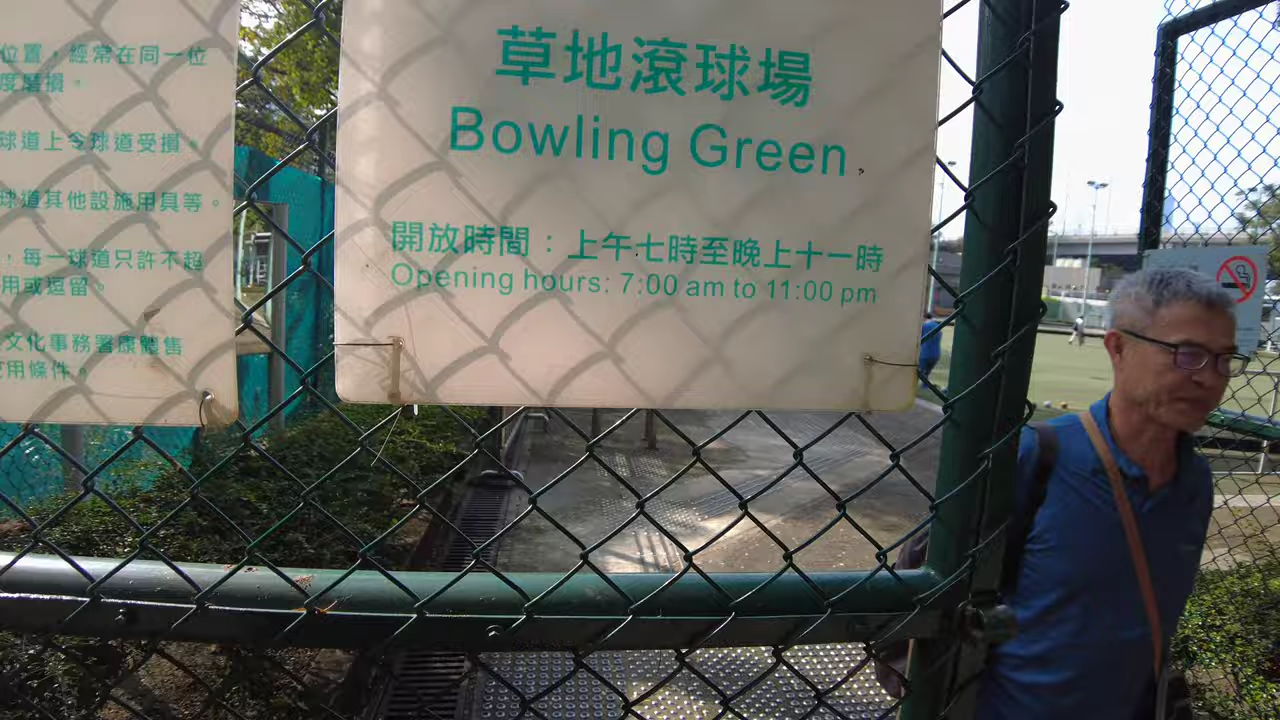 位置，經常在同一位
度磨損。
球道上令球道受損。
球道其他設施用具等。
，每一球道只許不超
用或逗留。
文化事務署康體售
用條件。
草地滾球場
Bowling Green
開放時間：上午七時至晚上十一時
Opening hours: 7:00 am to 11:00 pm